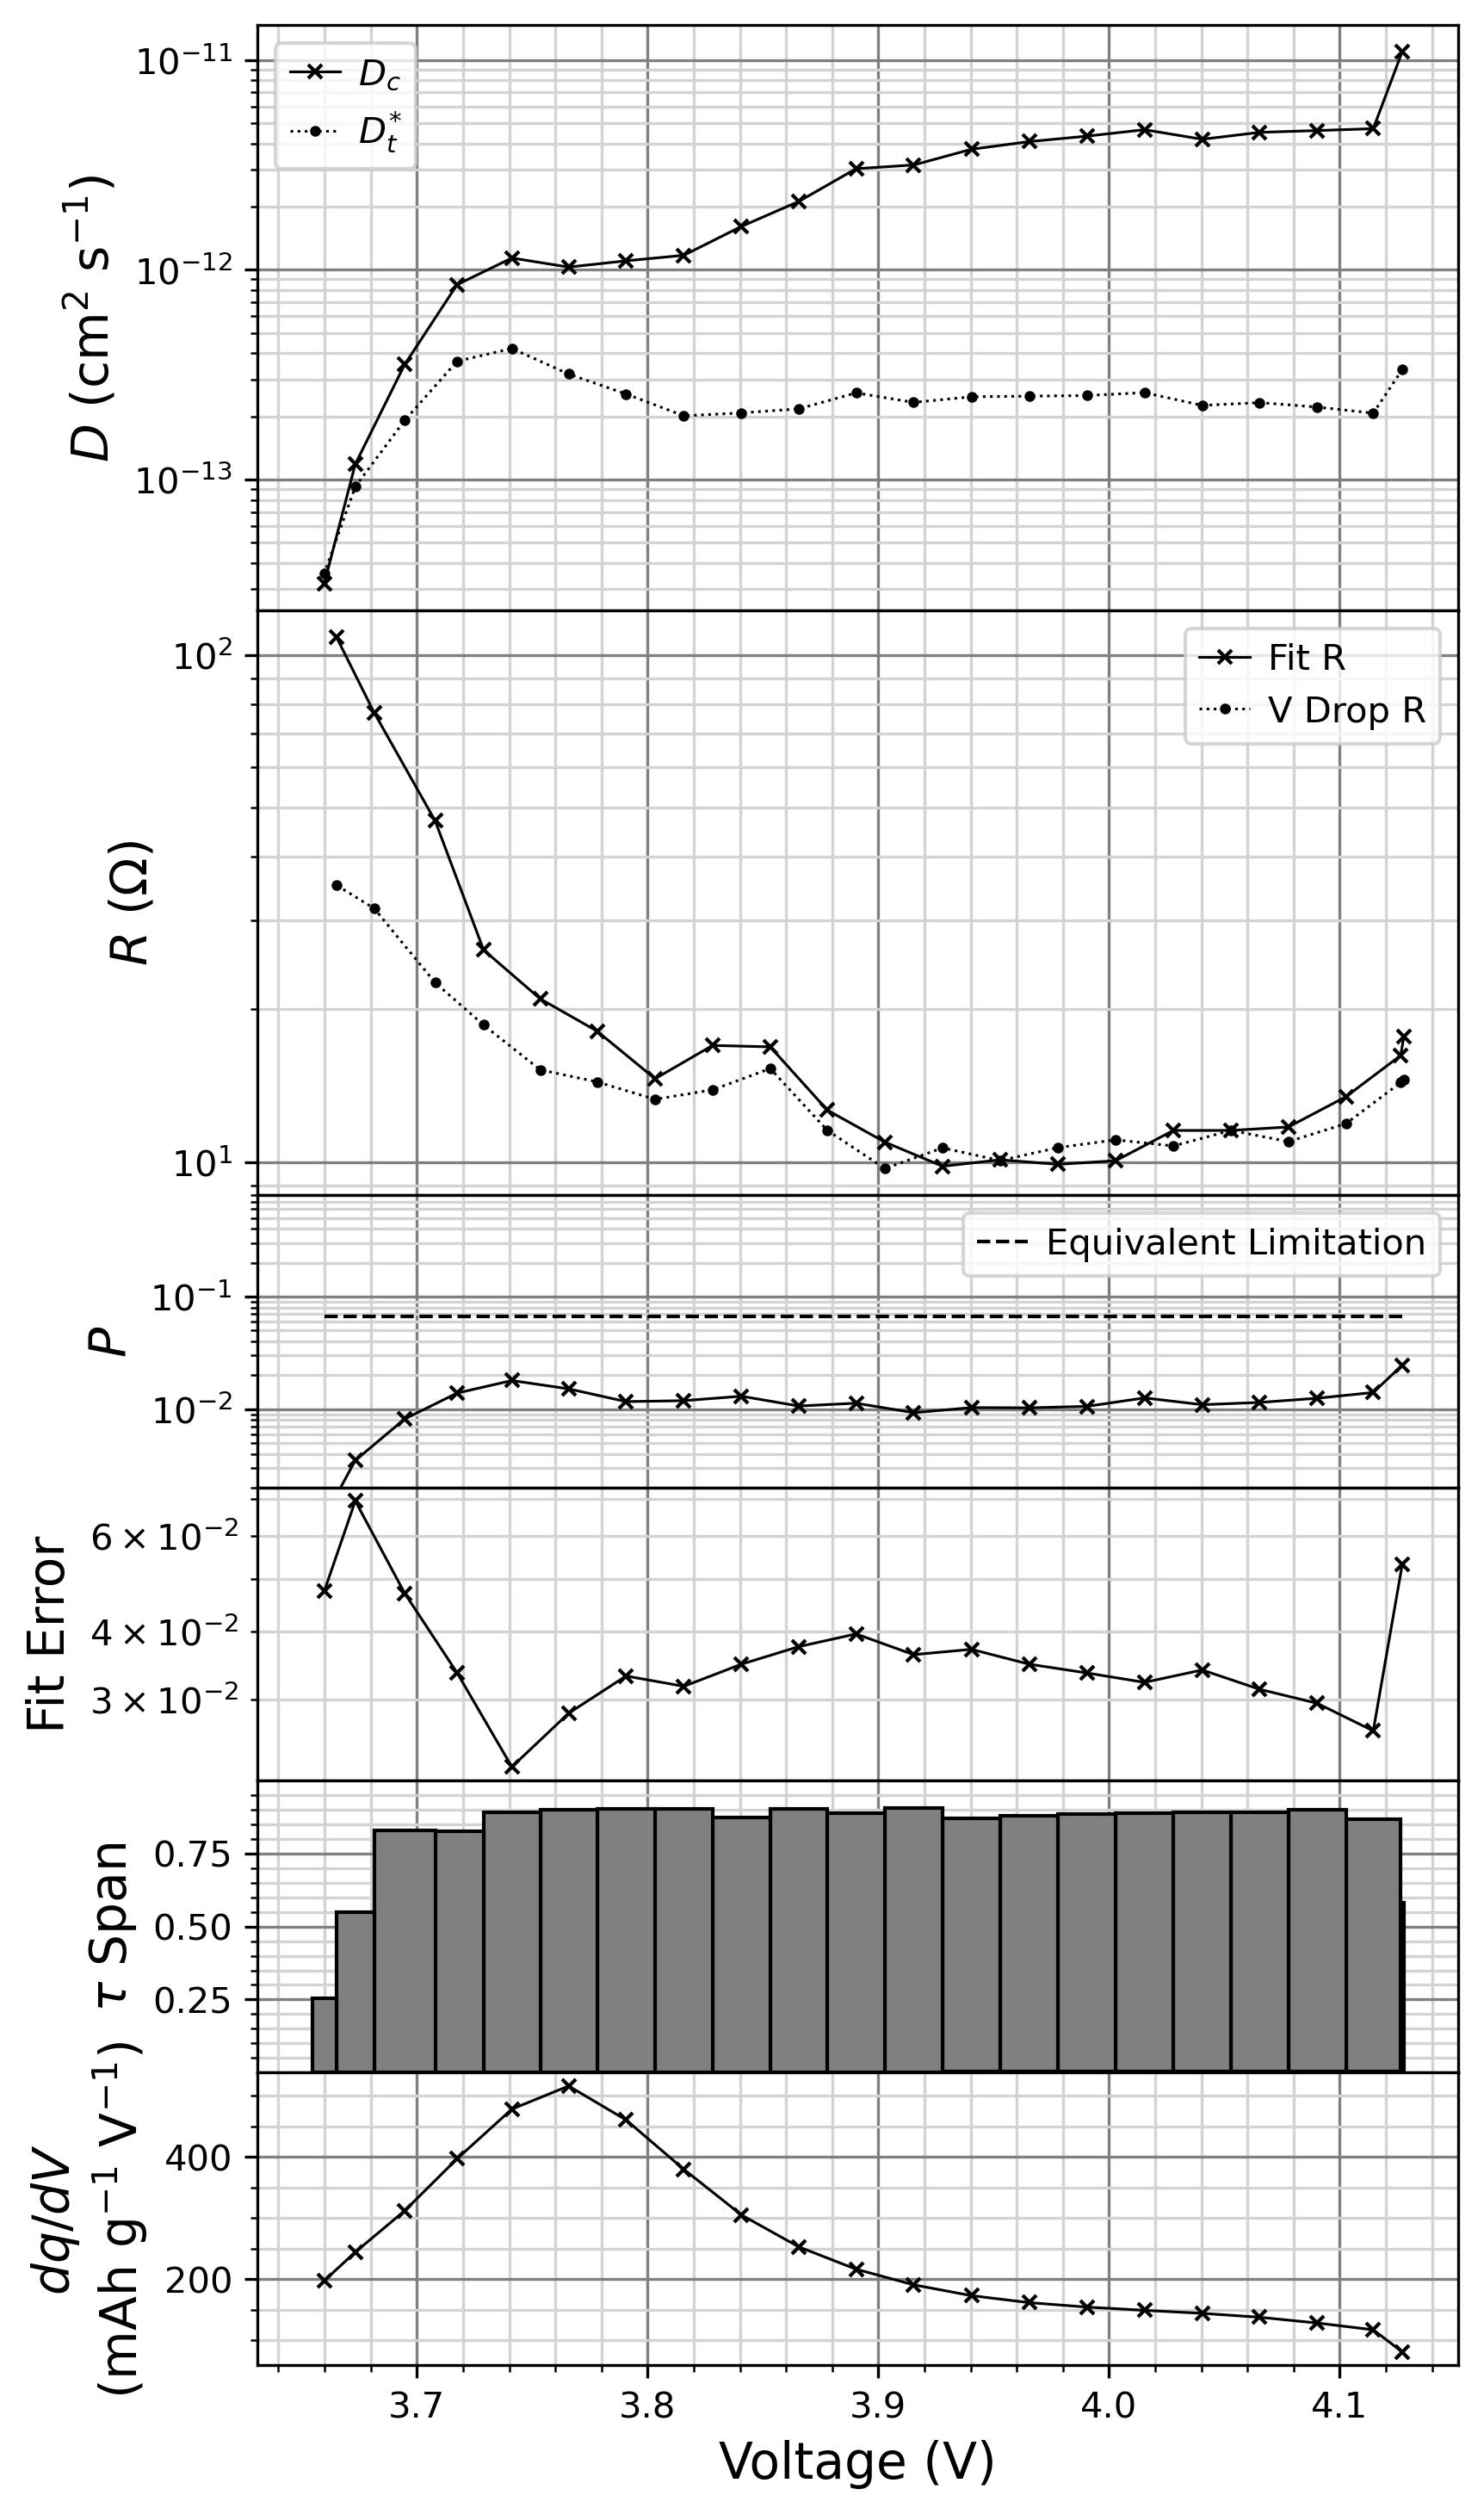 10⁻¹¹
10⁻¹²
10⁻¹³
D (cm² s⁻¹)
D_c
D_t^*
10²
10¹
R (Ω)
Fit R
V Drop R
Equivalent Limitation
10⁻¹
10⁻²
P
6 × 10⁻²
4 × 10⁻²
3 × 10⁻²
Fit Error
0.75
0.50
0.25
τ Span
400
200
dq/dV
(mAh g⁻¹ V⁻¹)
3.7 3.8 3.9 4.0 4.1
Voltage (V)